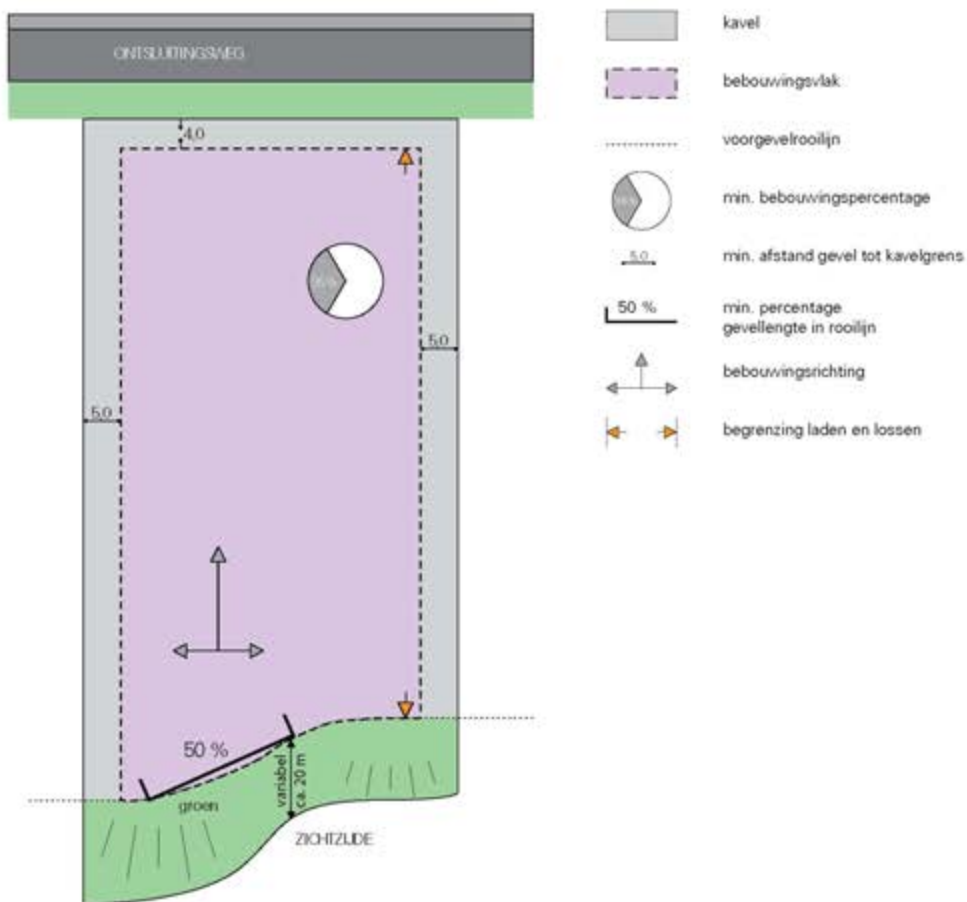 ONTSLUITINGSWEG
4,0
5,0
5,0
50 %
groen
variabel
ca. 20 m
ZICHTZIJDE
kavel
bebouwingsvlak
voorgevelrooilijn
min. bebouwingspercentage
5,0
min. afstand gevel tot kavelgrens
50 %
min. percentage
gevellengte in rooilijn
bebouwingsrichting
begrenzing laden en lossen